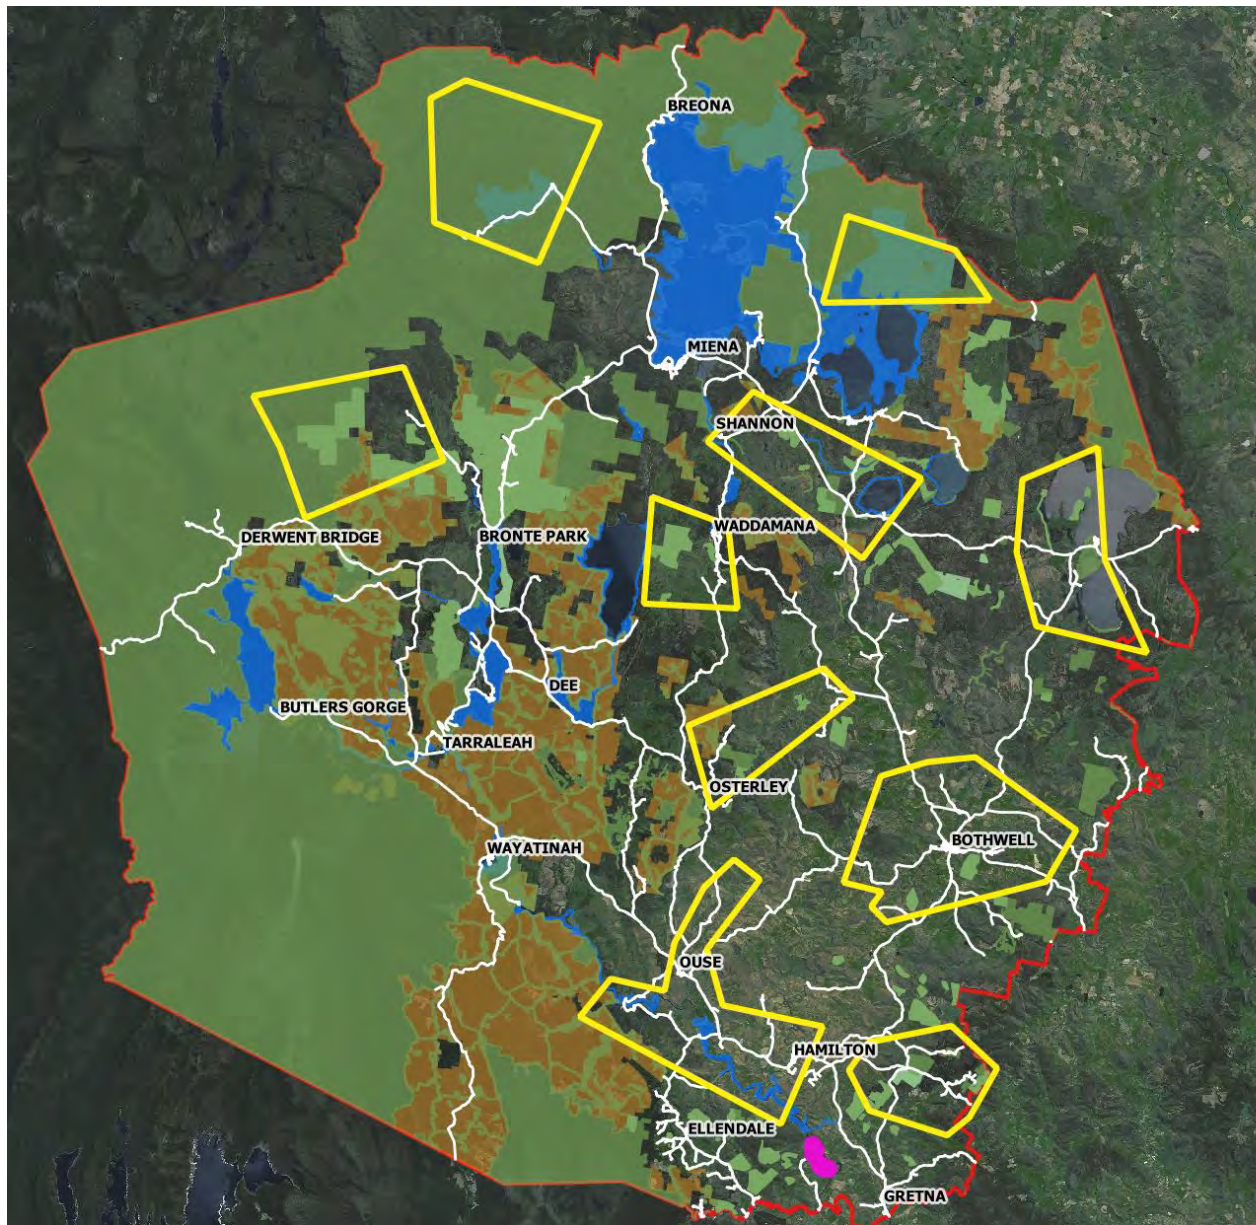 BREONA
MIENA
SHANNON
WADDAMANA
DERWENT BRIDGE
BRONTE PARK
DEE
BUTLERS GORGE
TARRALEAH
OSTERLEY
WAYATINAH
BOTHWELL
OUSE
HAMILTON
ELLENDALE
GRETNA